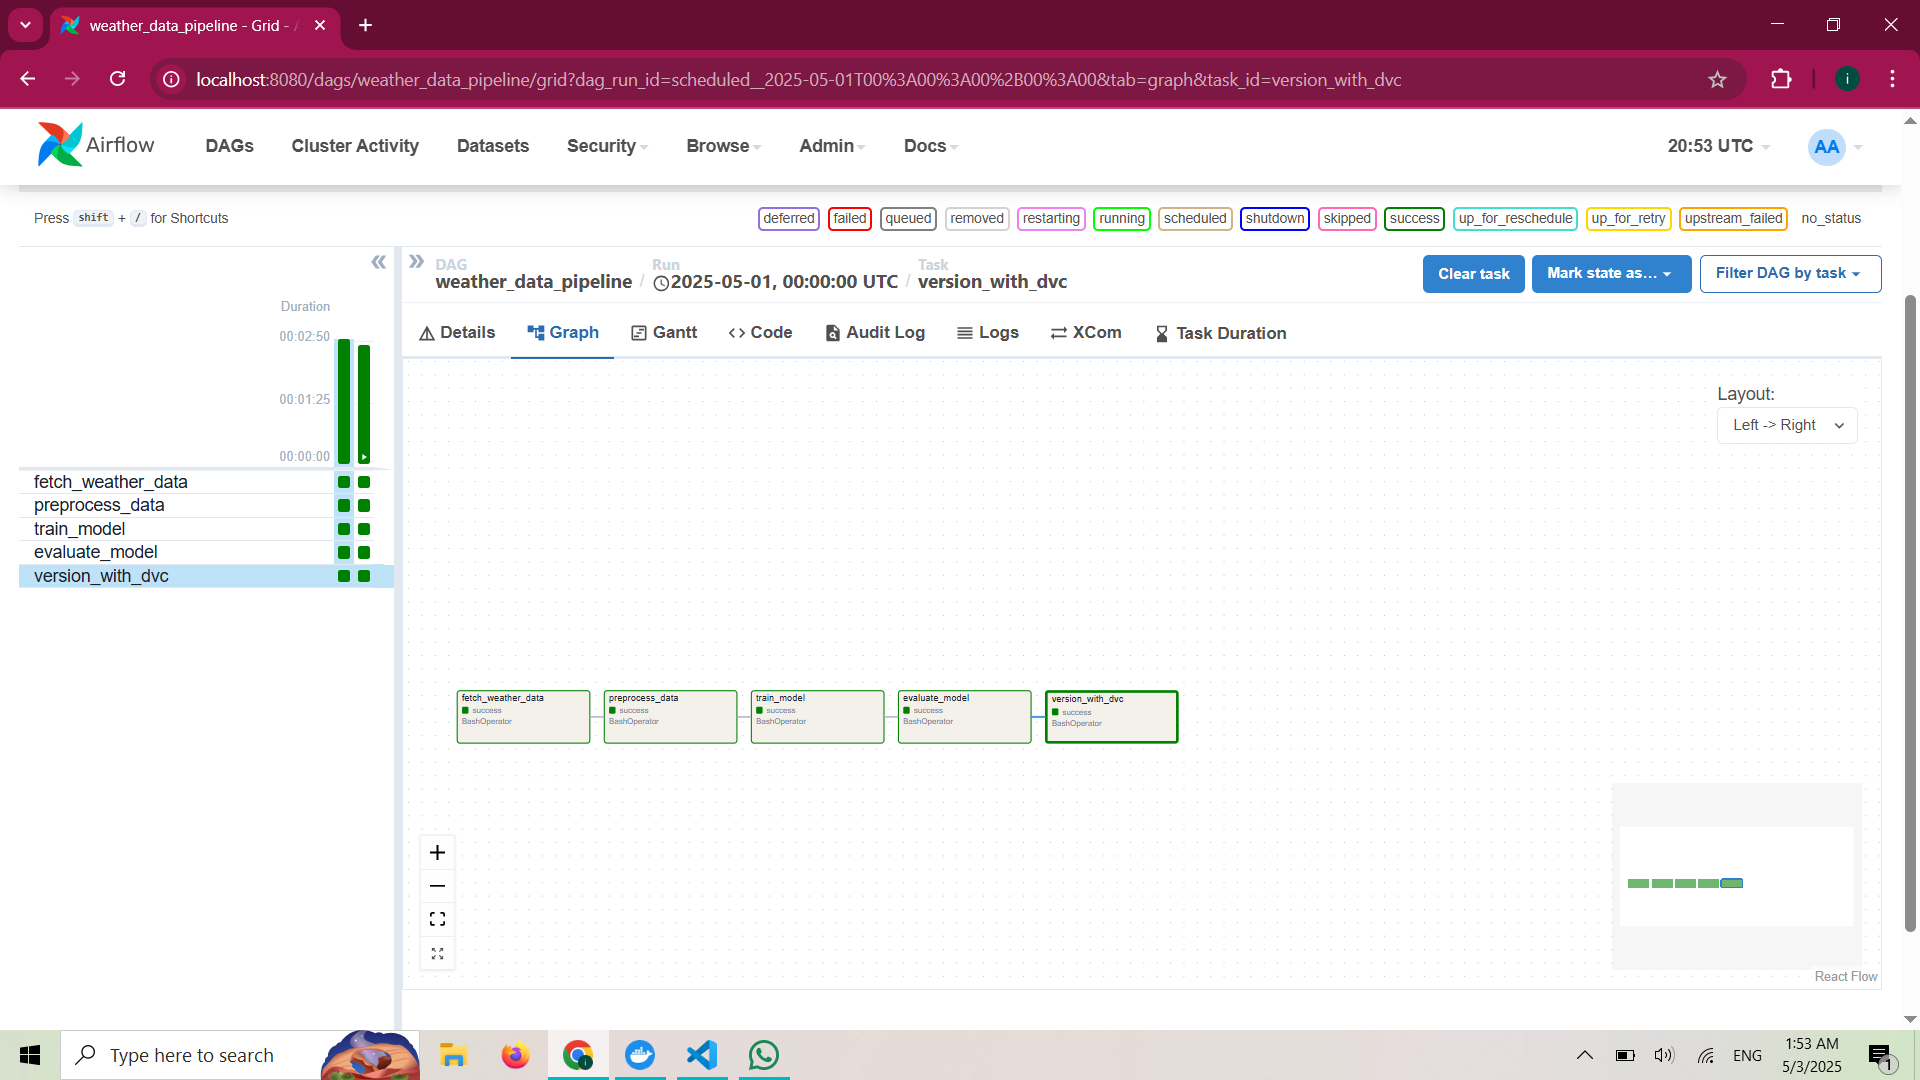 weather_data_pipeline - Grid - A
localhost:8080/dags/weather_data_pipeline/grid?dag_run_id=scheduled__2025-05-01T00%3A00%3A00%2B00%3A00&tab=graph&task_id=version_with_dvc
i
Airflow
DAGs
Cluster Activity
Datasets
Security
Browse
Admin
Docs
20:53 UTC
AA
Press shift + / for Shortcuts
deferred
failed
queued
removed
restarting
running
scheduled
shutdown
skipped
success
up_for_reschedule
up_for_retry
upstream_failed
no_status
DAG
weather_data_pipeline /
Run
2025-05-01, 00:00:00 UTC /
Task
version_with_dvc
Clear task
Mark state as...
Filter DAG by task
Details
Graph
Gantt
Code
Audit Log
Logs
XCom
Task Duration
Duration
00:02:50
00:01:25
00:00:00
fetch_weather_data
preprocess_data
train_model
evaluate_model
version_with_dvc
Layout:
Left -> Right
fetch_weather_data
success
BashOperator
preprocess_data
success
BashOperator
train_model
success
BashOperator
evaluate_model
success
BashOperator
version_with_dvc
success
BashOperator
React Flow
Type here to search
ENG
1:53 AM
5/3/2025
1